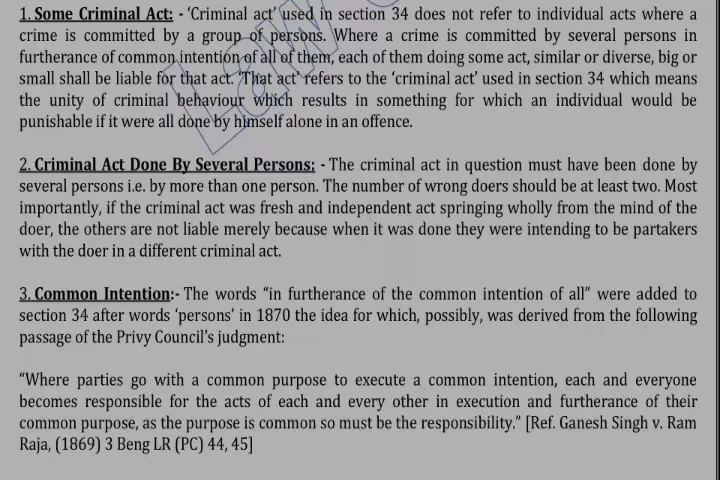 1. Some Criminal Act: - ‘Criminal act’ used in section 34 does not refer to individual acts where a
crime is committed by a group of persons. Where a crime is committed by several persons in
furtherance of common intention of all of them, each of them doing some act, similar or diverse, big or
small shall be liable for that act. ‘That act’ refers to the ‘criminal act’ used in section 34 which means
the unity of criminal behaviour which results in something for which an individual would be
punishable if it were all done by himself alone in an offence.
2. Criminal Act Done By Several Persons: - The criminal act in question must have been done by
several persons i.e. by more than one person. The number of wrong doers should be at least two. Most
importantly, if the criminal act was fresh and independent act springing wholly from the mind of the
doer, the others are not liable merely because when it was done they were intending to be partakers
with the doer in a different criminal act.
3. Common Intention:- The words “in furtherance of the common intention of all” were added to
section 34 after words ‘persons’ in 1870 the idea for which, possibly, was derived from the following
passage of the Privy Council’s judgment:
“Where parties go with a common purpose to execute a common intention, each and everyone
becomes responsible for the acts of each and every other in execution and furtherance of their
common purpose, as the purpose is common so must be the responsibility.” [Ref. Ganesh Singh v. Ram
Raja, (1869) 3 Beng LR (PC) 44, 45]
Law